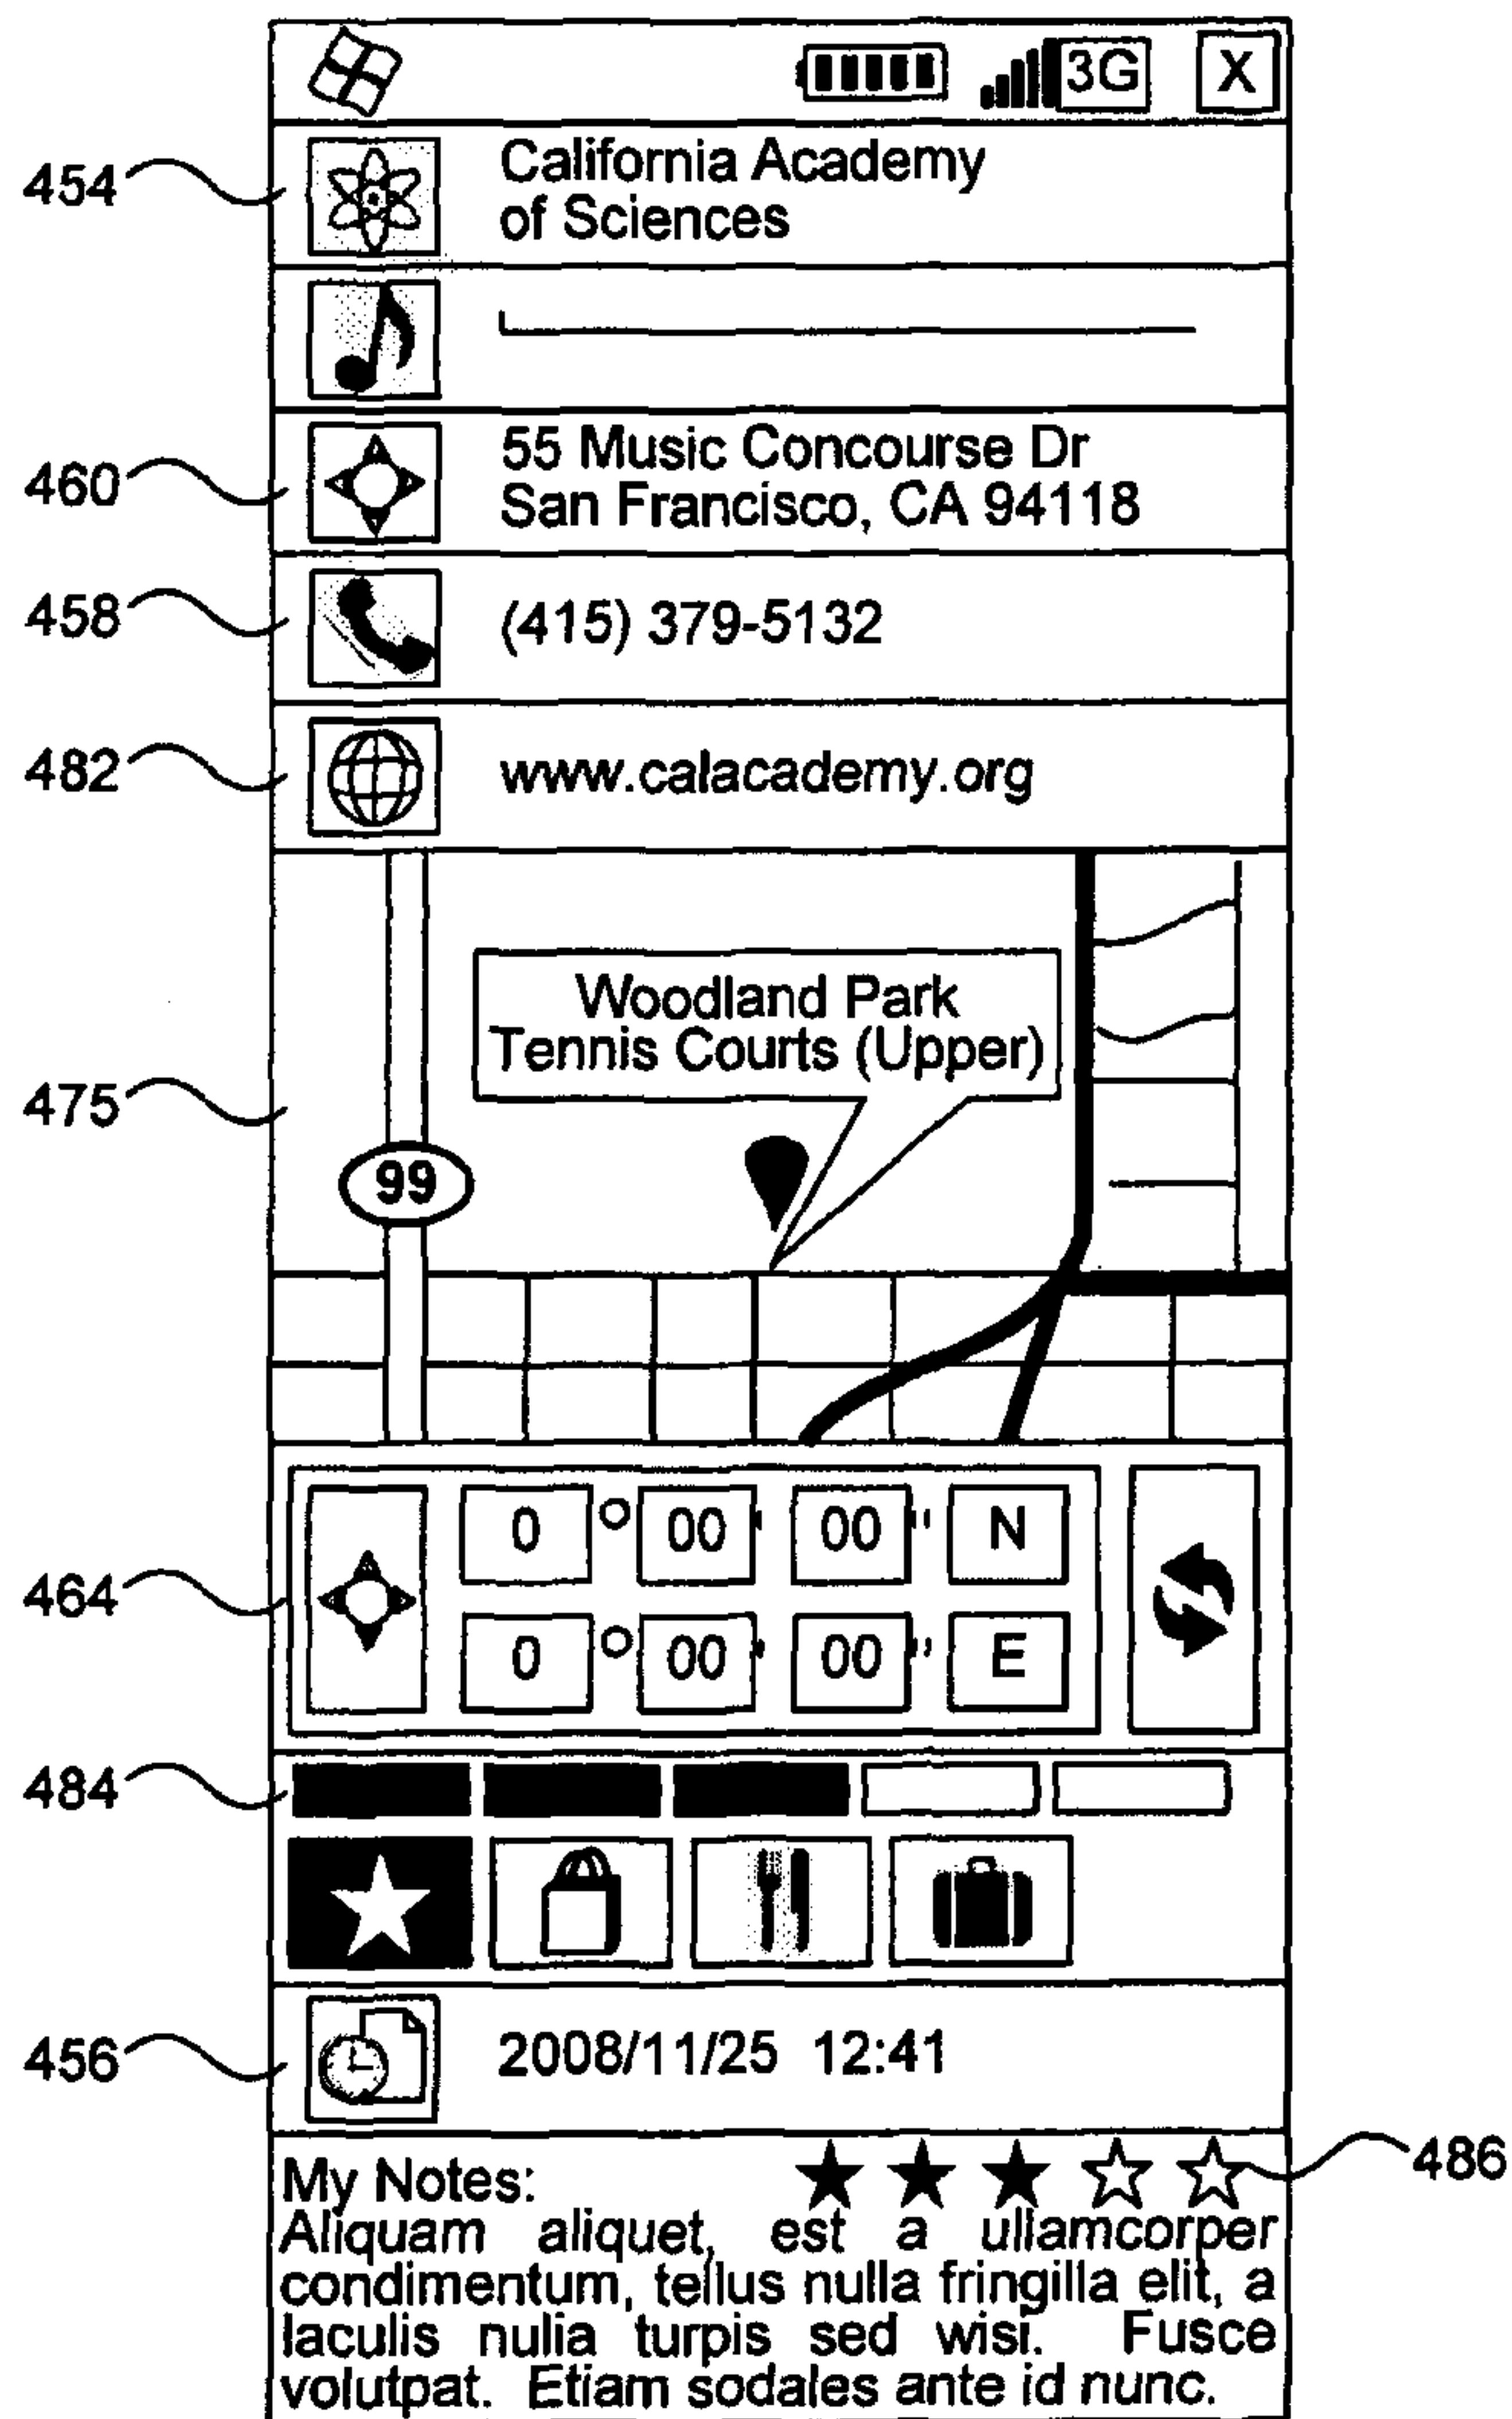 3G X
454
California Academy
of Sciences
460
55 Music Concourse Dr
San Francisco, CA 94118
458
(415) 379-5132
482
www.calacademy.org
Woodland Park
Tennis Courts (Upper)
475
99
0 ° 00 ' 00 " N
464
0 ° 00 ' 00 " E
484
456
2008/11/25 12:41
My Notes:
486
Aliquam aliquet, est a ullamcorper
condimentum, tellus nulla fringilla elit, a
laculis nulia turpis sed wisi. Fusce
volutpat. Etiam sodales ante id nunc.